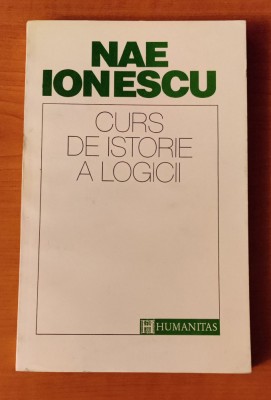 NAE
IONESCU
CURS
DE ISTORIE
A LOGICII
HUMANITAS